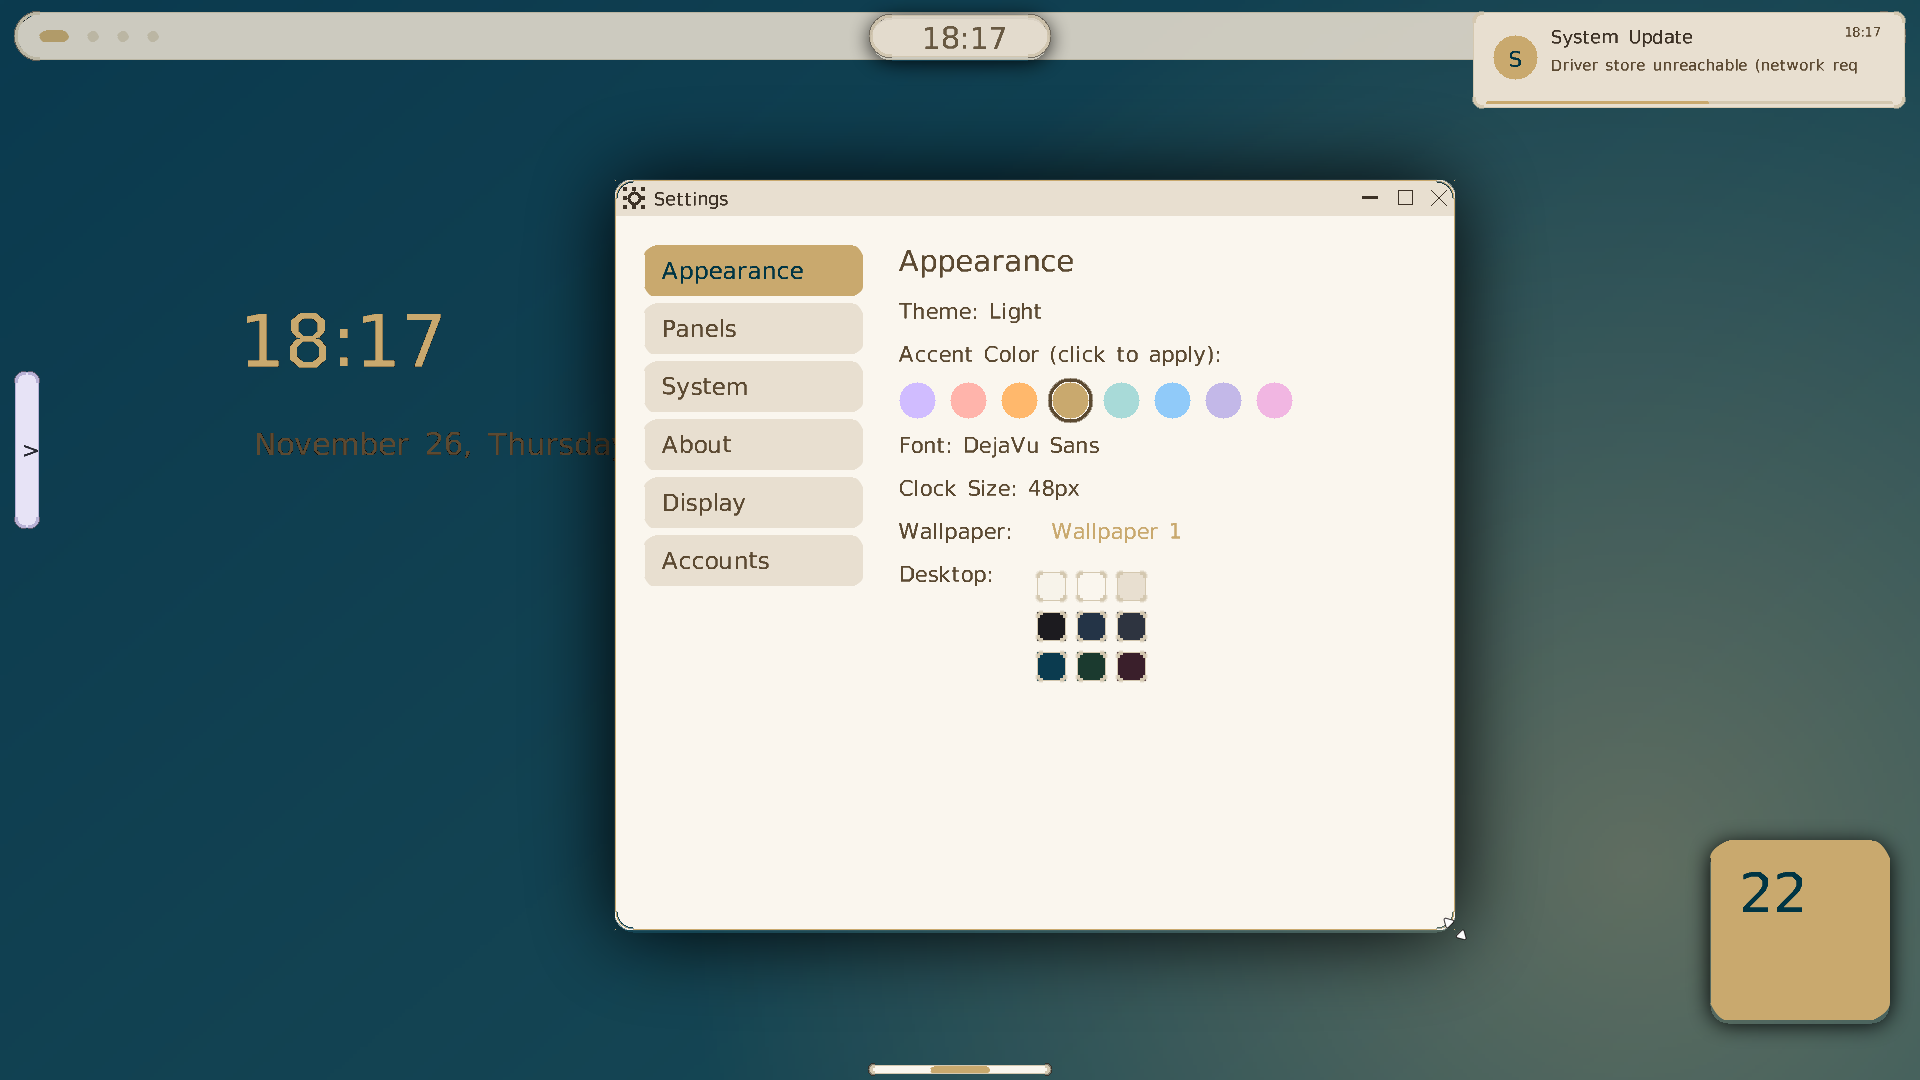 18:17
System Update
18:17
S
Driver store unreachable (network req
Settings
Appearance
Panels
System
About
Display
Accounts
Appearance
Theme: Light
Accent Color (click to apply):
Font: DejaVu Sans
Clock Size: 48px
Wallpaper: Wallpaper 1
Desktop:
18:17
November 26, Thursda
>
22